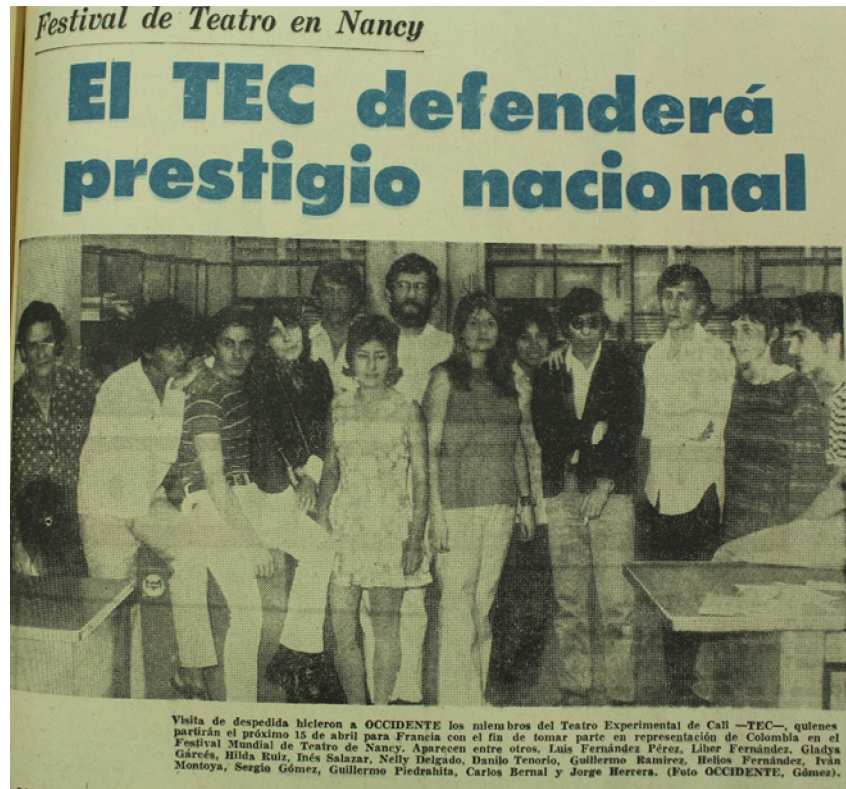 Festival de Teatro en Nancy
El TEC defenderá
prestigio nacional
Visita de despedida hicieron a OCCIDENTE los miembros del Teatro Experimental de Cali —TEC—, quienes
partirán el próximo 15 de abril para Francia con el fin de tomar parte en representación de Colombia en el
Festival Mundial de Teatro de Nancy. Aparecen entre otros, Luis Fernández Pérez, Liber Fernández, Gladys
Garcés, Hilda Ruiz, Inés Salazar, Nelly Delgado, Danilo Tenorio, Guillermo Ramírez, Helios Fernández, Iván
Montoya, Sergio Gómez, Guillermo Piedrahita, Carlos Bernal y Jorge Herrera. (Foto OCCIDENTE, Gómez).